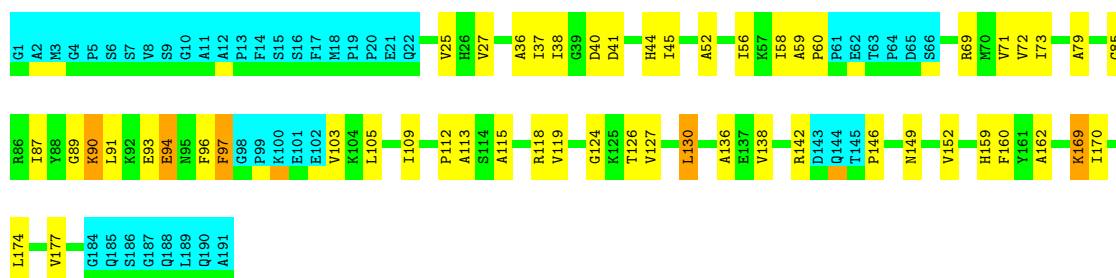 G1 A2 M3 G4 P5 S6 S7 V8 S9 G10 A11 A12 P13 F14 S15 S16 F17 M18 P19 P20 E21 Q22 V25 H26 V27 A36 I37 I38 G39 D40 D41 H44 I45 A52 I56 K57 I58 A59 P60 P61 E62 T63 P64 D65 S66 R69 M70 V71 V72 I73 A79 G85
R86 I87 Y88 G89 K90 L91 K92 E93 E94 N95 F96 F97 G98 P99 K100 E101 E102 V103 K104 L105 I109 P112 A113 S114 A115 R118 V119 G124 K125 T126 V127 L130 A136 E137 V138 R142 D143 Q144 T145 P146 N149 V152 H159 F160 Y161 A162 K169 I170
L174 V177 G184 Q185 S186 G187 Q188 L189 Q190 A191